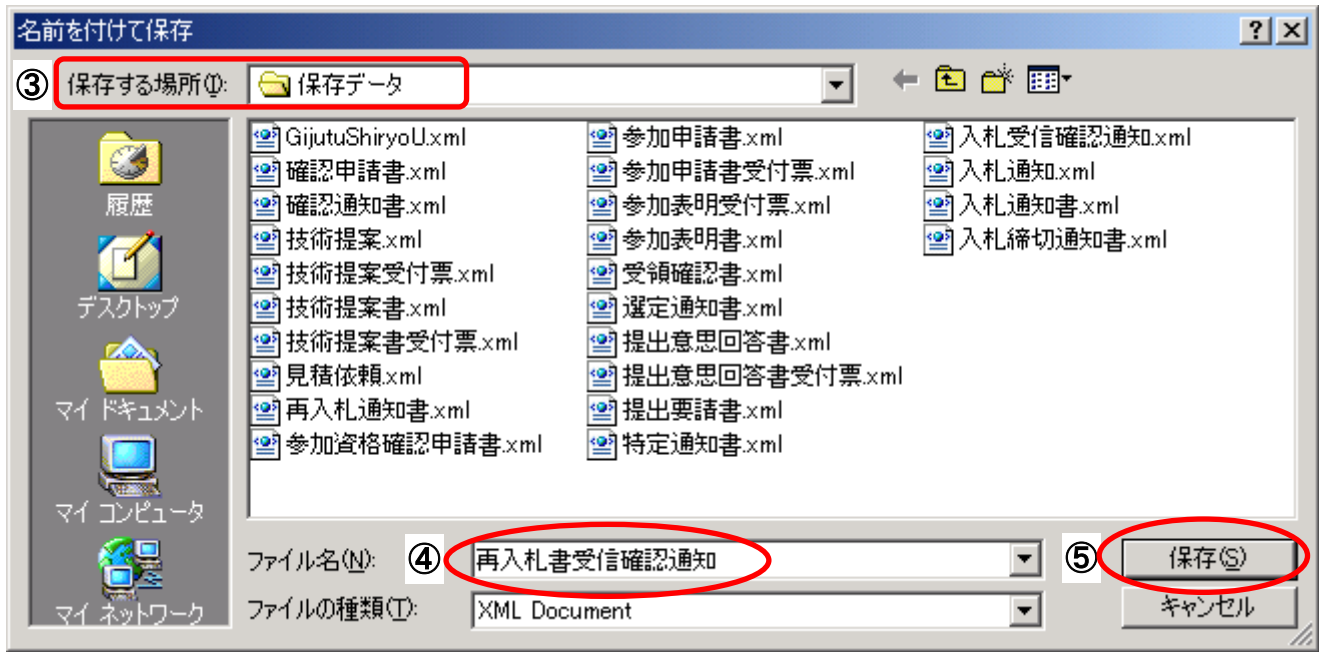 名前を付けて保存
③ 保存する場所(I): 保存データ
履歴
デスクトップ
マイ ドキュメント
マイ コンピュータ
マイ ネットワーク
GijutuShiryoU.xml
確認申請書.xml
確認通知書.xml
技術提案.xml
技術提案受付票.xml
技術提案書.xml
技術提案書受付票.xml
見積依頼.xml
再入札通知書.xml
参加資格確認申請書.xml
参加申請書.xml
参加申請書受付票.xml
参加表明受付票.xml
参加表明書.xml
受領確認書.xml
選定通知書.xml
提出意思回答書.xml
提出意思回答書受付票.xml
提出要請書.xml
特定通知書.xml
入札受信確認通知.xml
入札通知.xml
入札通知書.xml
入札締切通知書.xml
ファイル名(N): ④ 再入札書受信確認通知 ⑤ 保存(S)
ファイルの種類(T): XML Document キャンセル